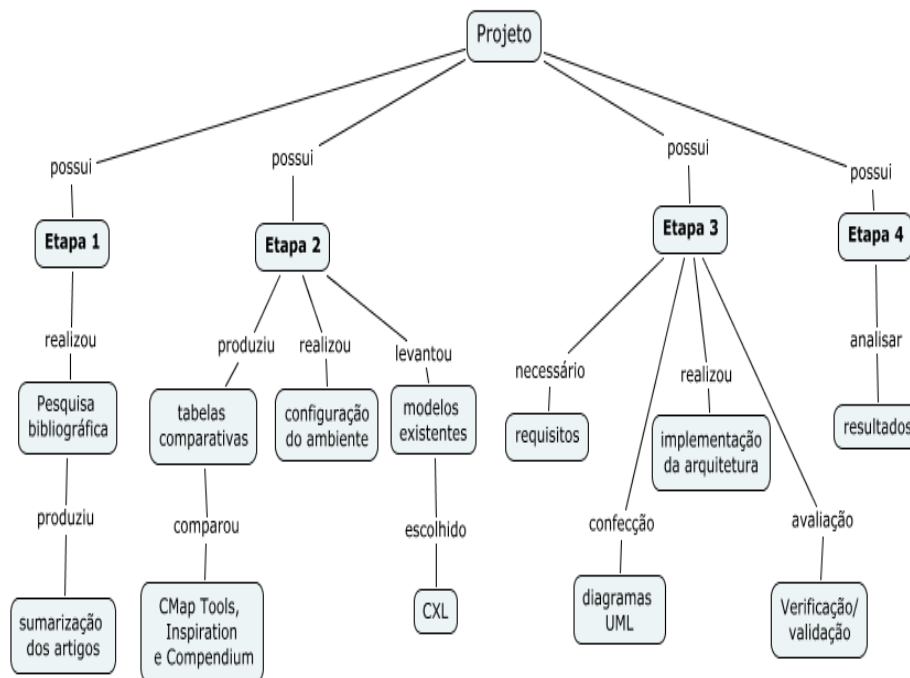 Projeto
possui
possui
possui
possui
Etapa 1
Etapa 2
Etapa 3
Etapa 4
realizou
produziu
realizou
levantou
necessário
realizou
analisar
Pesquisa
bibliográfica
tabelas
comparativas
configuração
do ambiente
modelos
existentes
requisitos
implementação
da arquitetura
resultados
produziu
comparou
escolhido
confecção
avaliação
sumarização
dos artigos
CMap Tools,
Inspiration
e Compendium
CXL
diagramas
UML
Verificação/
validação